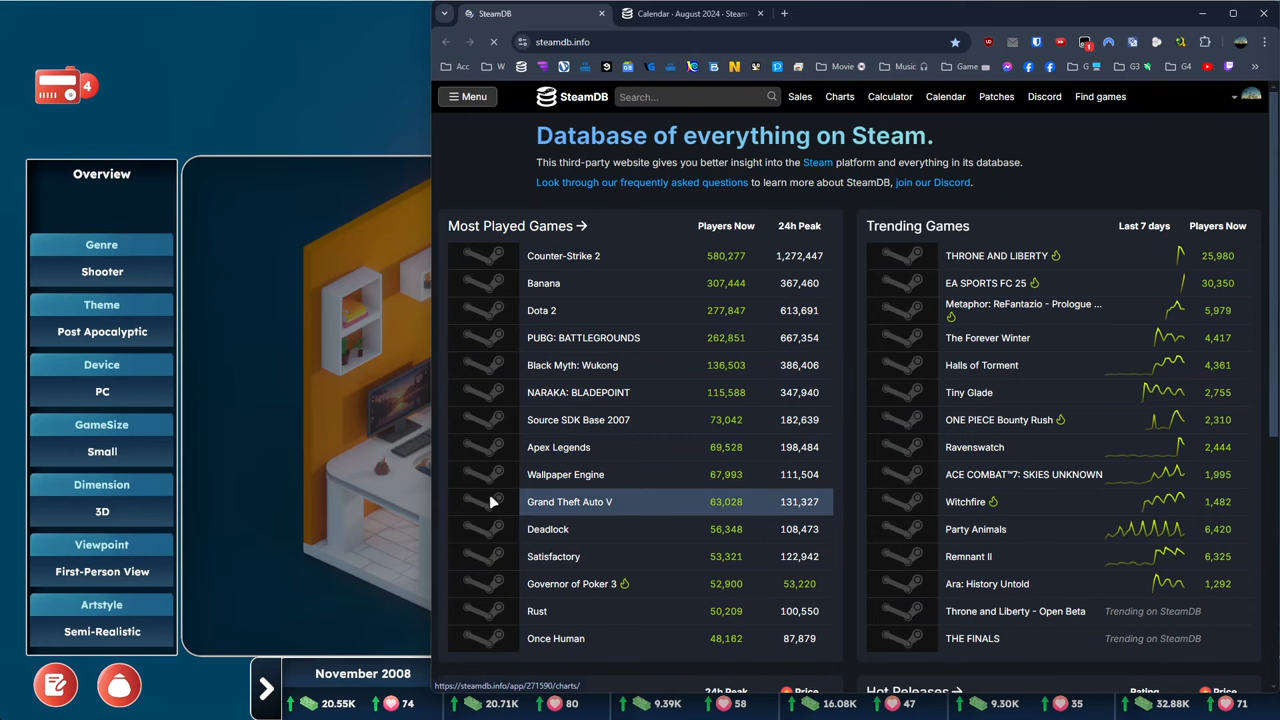 SteamDB
Calendar · August 2024 · Steam
steamdb.info
1
Acc
W
Movie
Music
Game
G
G3
G4
4
Menu
SteamDB
Search...
Sales
Charts
Calculator
Calendar
Patches
Discord
Find games
Database of everything on Steam.
This third-party website gives you better insight into the Steam platform and everything in its database.
Look through our frequently asked questions to learn more about SteamDB, join our Discord.
Overview
Genre
Shooter
Theme
Post Apocalyptic
Device
PC
GameSize
Small
Dimension
3D
Viewpoint
First-Person View
Artstyle
Semi-Realistic
Most Played Games → Players Now 24h Peak
Counter-Strike 2 580,277 1,272,447
Banana 307,444 367,460
Dota 2 277,847 613,691
PUBG: BATTLEGROUNDS 262,851 667,354
Black Myth: Wukong 136,503 386,406
NARAKA: BLADEPOINT 115,588 347,940
Source SDK Base 2007 73,042 182,639
Apex Legends 69,528 198,484
Wallpaper Engine 67,993 111,504
Grand Theft Auto V 63,028 131,327
Deadlock 56,348 108,473
Satisfactory 53,321 122,942
Governor of Poker 3 52,900 53,220
Rust 50,209 100,550
Once Human 48,162 87,879
Trending Games Last 7 days Players Now
THRONE AND LIBERTY 25,980
EA SPORTS FC 25 30,350
Metaphor: ReFantazio - Prologue ... 5,979
The Forever Winter 4,417
Halls of Torment 4,361
Tiny Glade 2,755
ONE PIECE Bounty Rush 2,310
Ravenswatch 2,444
ACE COMBAT™7: SKIES UNKNOWN 1,995
Witchfire 1,482
Party Animals 6,420
Remnant II 6,325
Ara: History Untold 1,292
Throne and Liberty - Open Beta Trending on SteamDB
THE FINALS Trending on SteamDB
https://steamdb.info/app/271590/charts/
24h Peak
Price
Hot Releases →
Rating
Price
November 2008
20.55K 74
20.71K 80
9.39K 58
16.08K 47
9.30K 35
32.88K 71